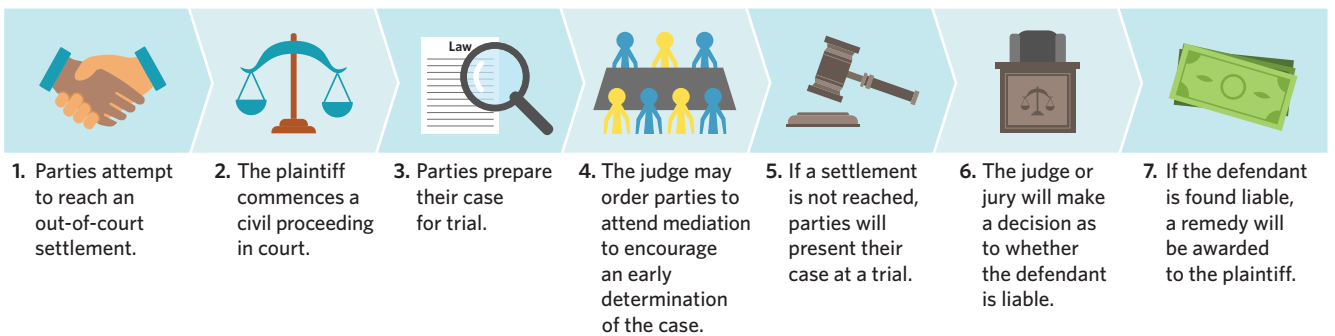 Law
1. Parties attempt
to reach an
out-of-court
settlement.
2. The plaintiff
commences a
civil proceeding
in court.
3. Parties prepare
their case
for trial.
4. The judge may
order parties to
attend mediation
to encourage
an early
determination
of the case.
5. If a settlement
is not reached,
parties will
present their
case at a trial.
6. The judge or
jury will make
a decision as
to whether
the defendant
is liable.
7. If the defendant
is found liable,
a remedy will
be awarded
to the plaintiff.